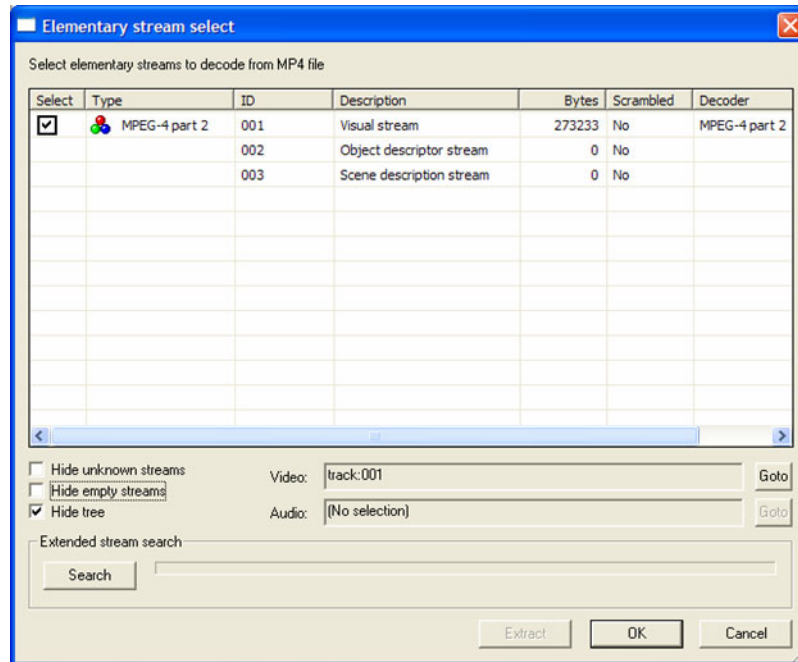 Elementary stream select
Select elementary streams to decode from MP4 file
Select Type ID Description Bytes Scrambled Decoder
MPEG-4 part 2 001 Visual stream 273233 No MPEG-4 part 2
002 Object descriptor stream 0 No
003 Scene description stream 0 No
Hide unknown streams
Video: track:001 Goto
Hide empty streams
Hide tree
Audio: (No selection) Goto
Extended stream search
Search
Extract OK Cancel